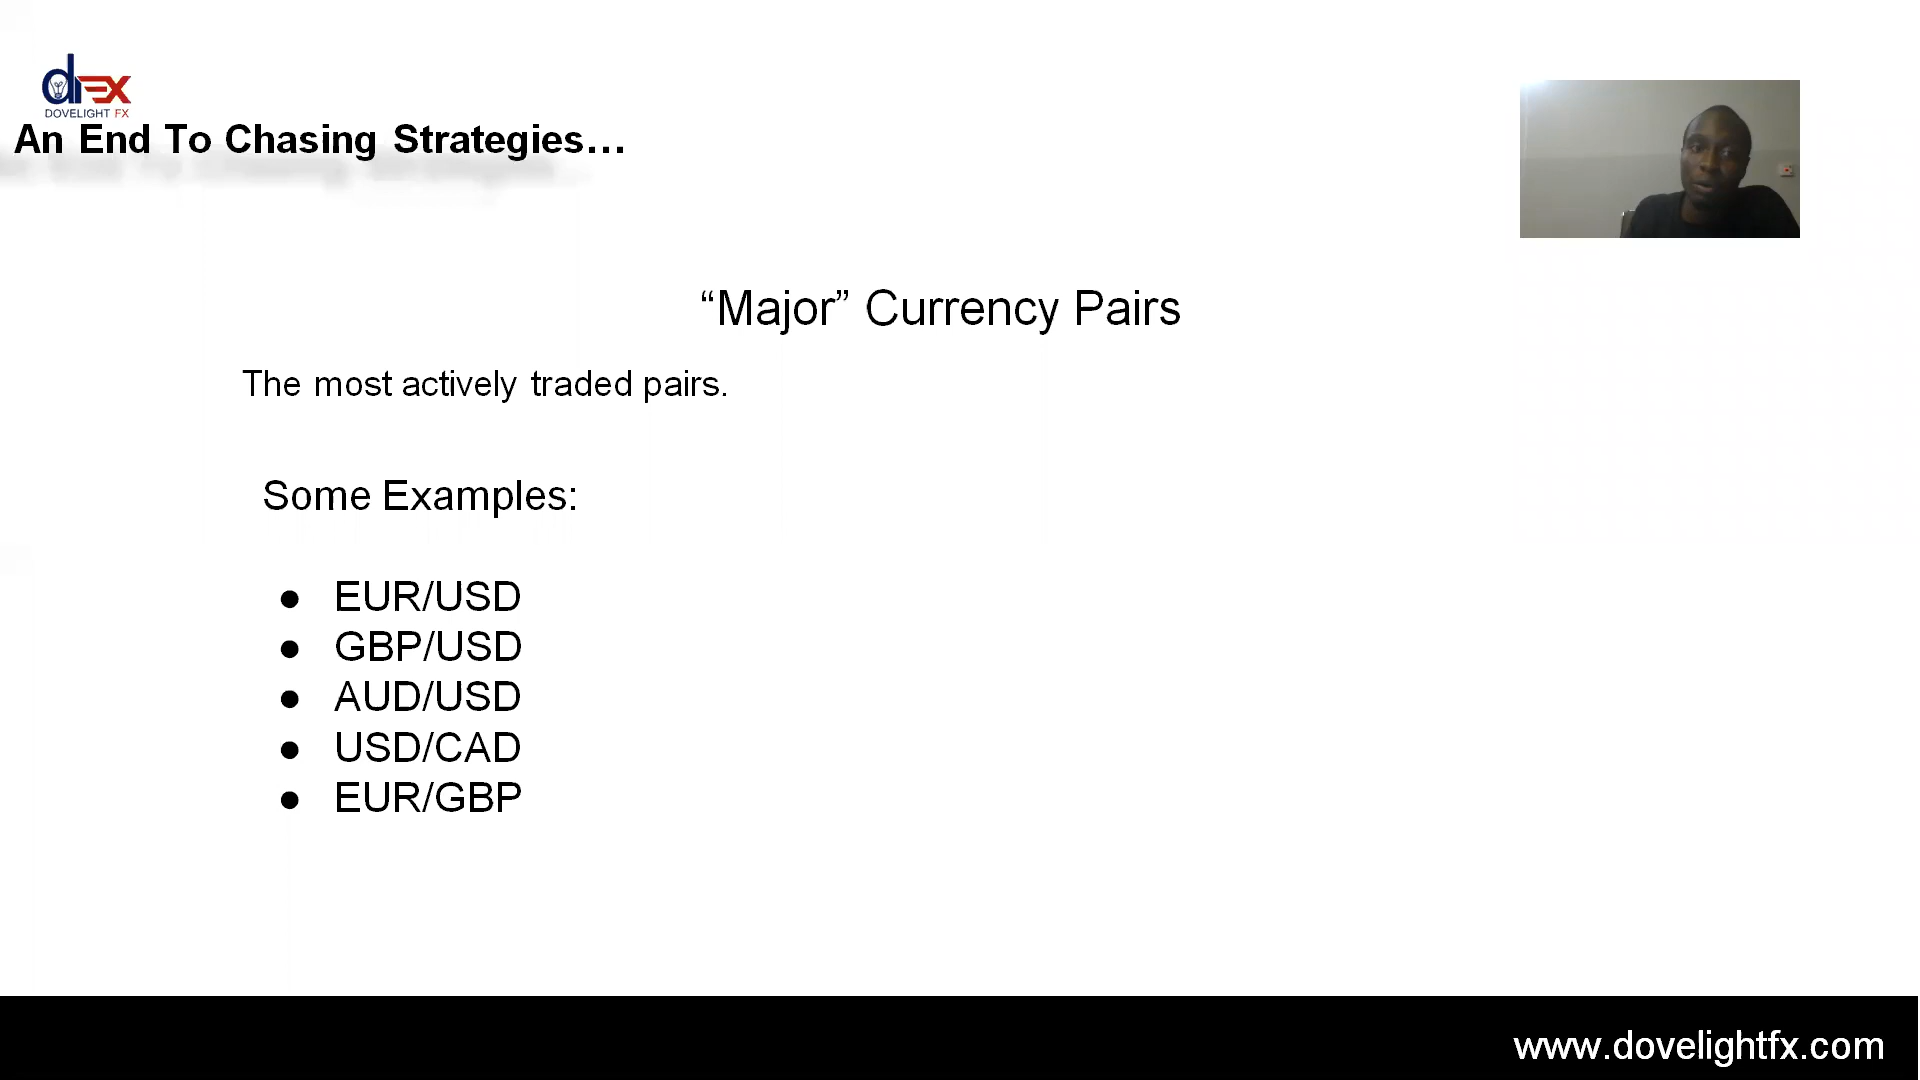 DOVELIGHT FX
An End To Chasing Strategies…
“Major” Currency Pairs
The most actively traded pairs.
Some Examples:
● EUR/USD
● GBP/USD
● AUD/USD
● USD/CAD
● EUR/GBP
www.dovelightfx.com